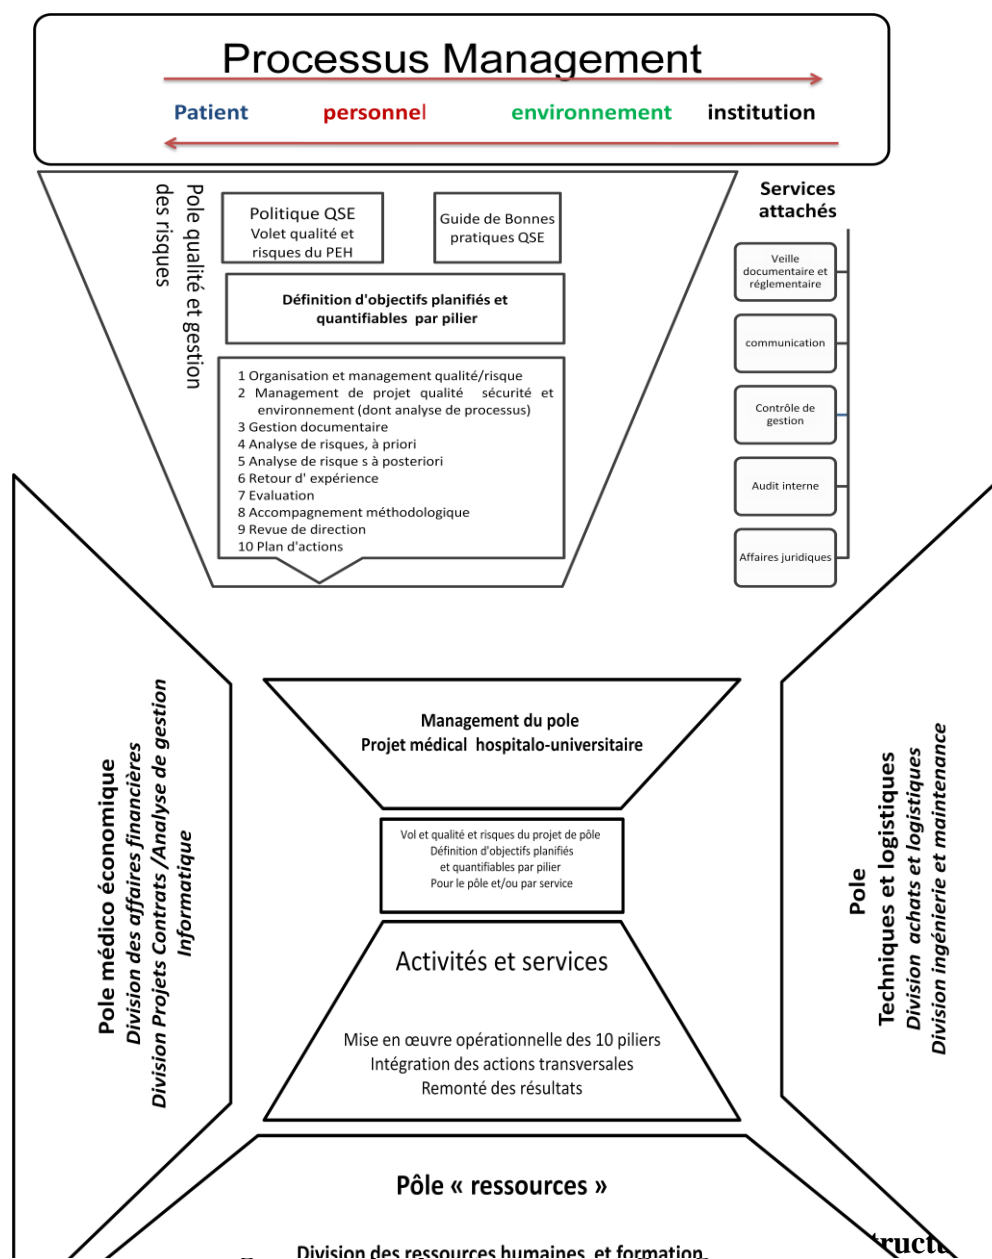 Processus Management
Patient personnel environnement institution
Pole qualité et gestion
des risques
Politique QSE
Volet qualité et
risques du PEH
Guide de Bonnes
pratiques QSE
Définition d'objectifs planifiés et
quantifiables par pilier
1 Organisation et management qualité/risque
2 Management de projet qualité sécurité et
environnement (dont analyse de processus)
3 Gestion documentaire
4 Analyse de risques, à priori
5 Analyse de risque s à posteriori
6 Retour d' expérience
7 Evaluation
8 Accompagnement méthodologique
9 Revue de direction
10 Plan d'actions
Services
attachés
Veille
documentaire et
réglementaire
communication
Contrôle de
gestion
Audit interne
Affaires juridiques
Pole médico économique
Division des affaires financières
Division Projets Contrats /Analyse de gestion
Informatique
Management du pole
Projet médical hospitalo-universitaire
Vol et qualité et risques du projet de pôle
Définition d'objectifs planifiés
et quantifiables par pilier
Pour le pôle et/ou par service
Activités et services
Mise en œuvre opérationnelle des 10 piliers
Intégration des actions transversales
Remonté des résultats
Pole
Techniques et logistiques
Division achats et logistiques
Division ingénierie et maintenance
Pôle « ressources »
Division des ressources humaines et formation